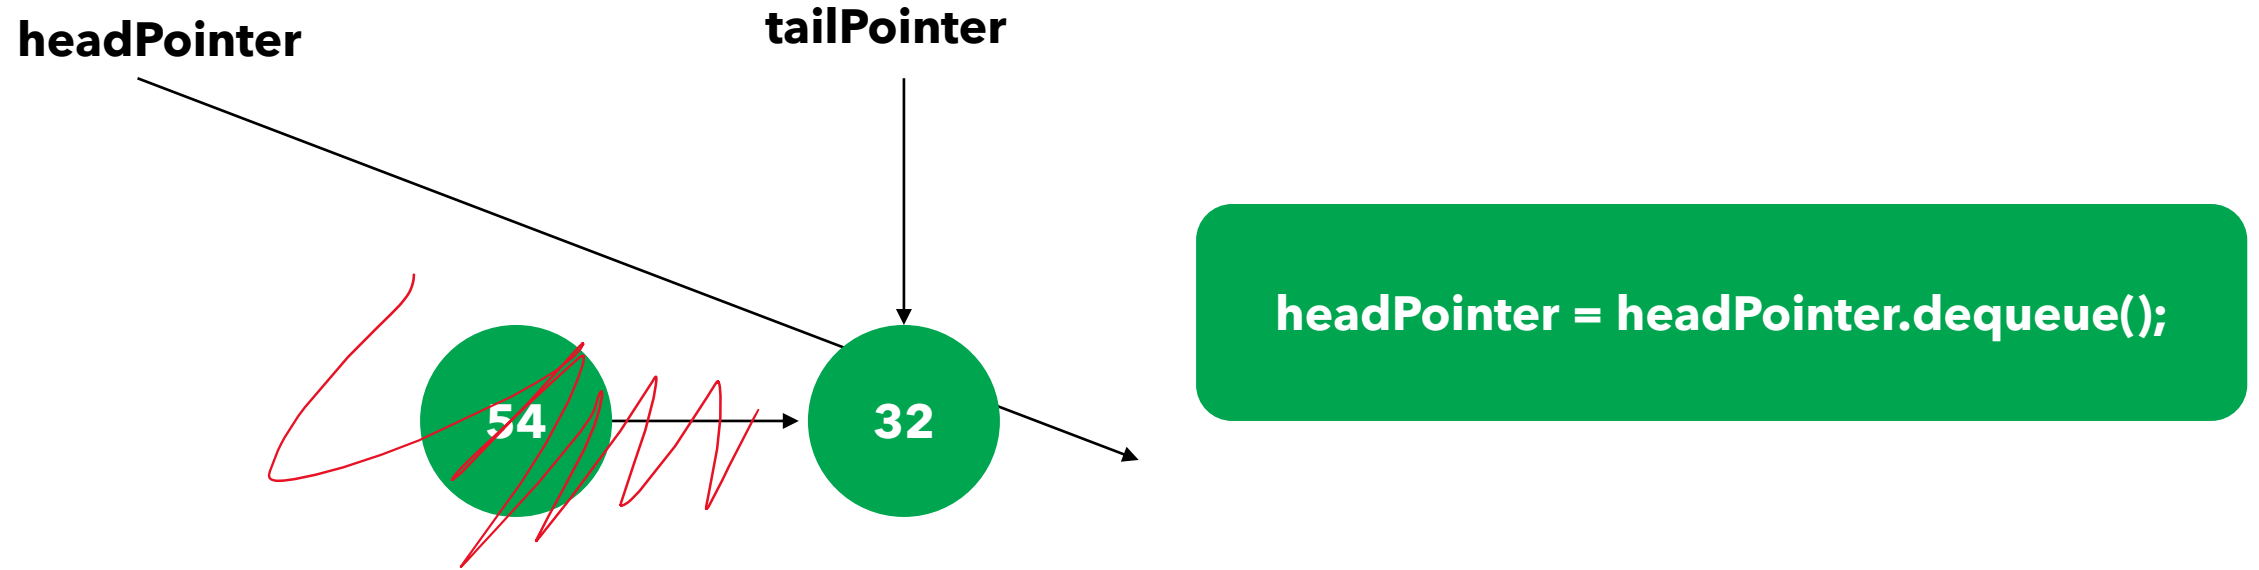 headPointer
tailPointer
54
32
headPointer = headPointer.dequeue();